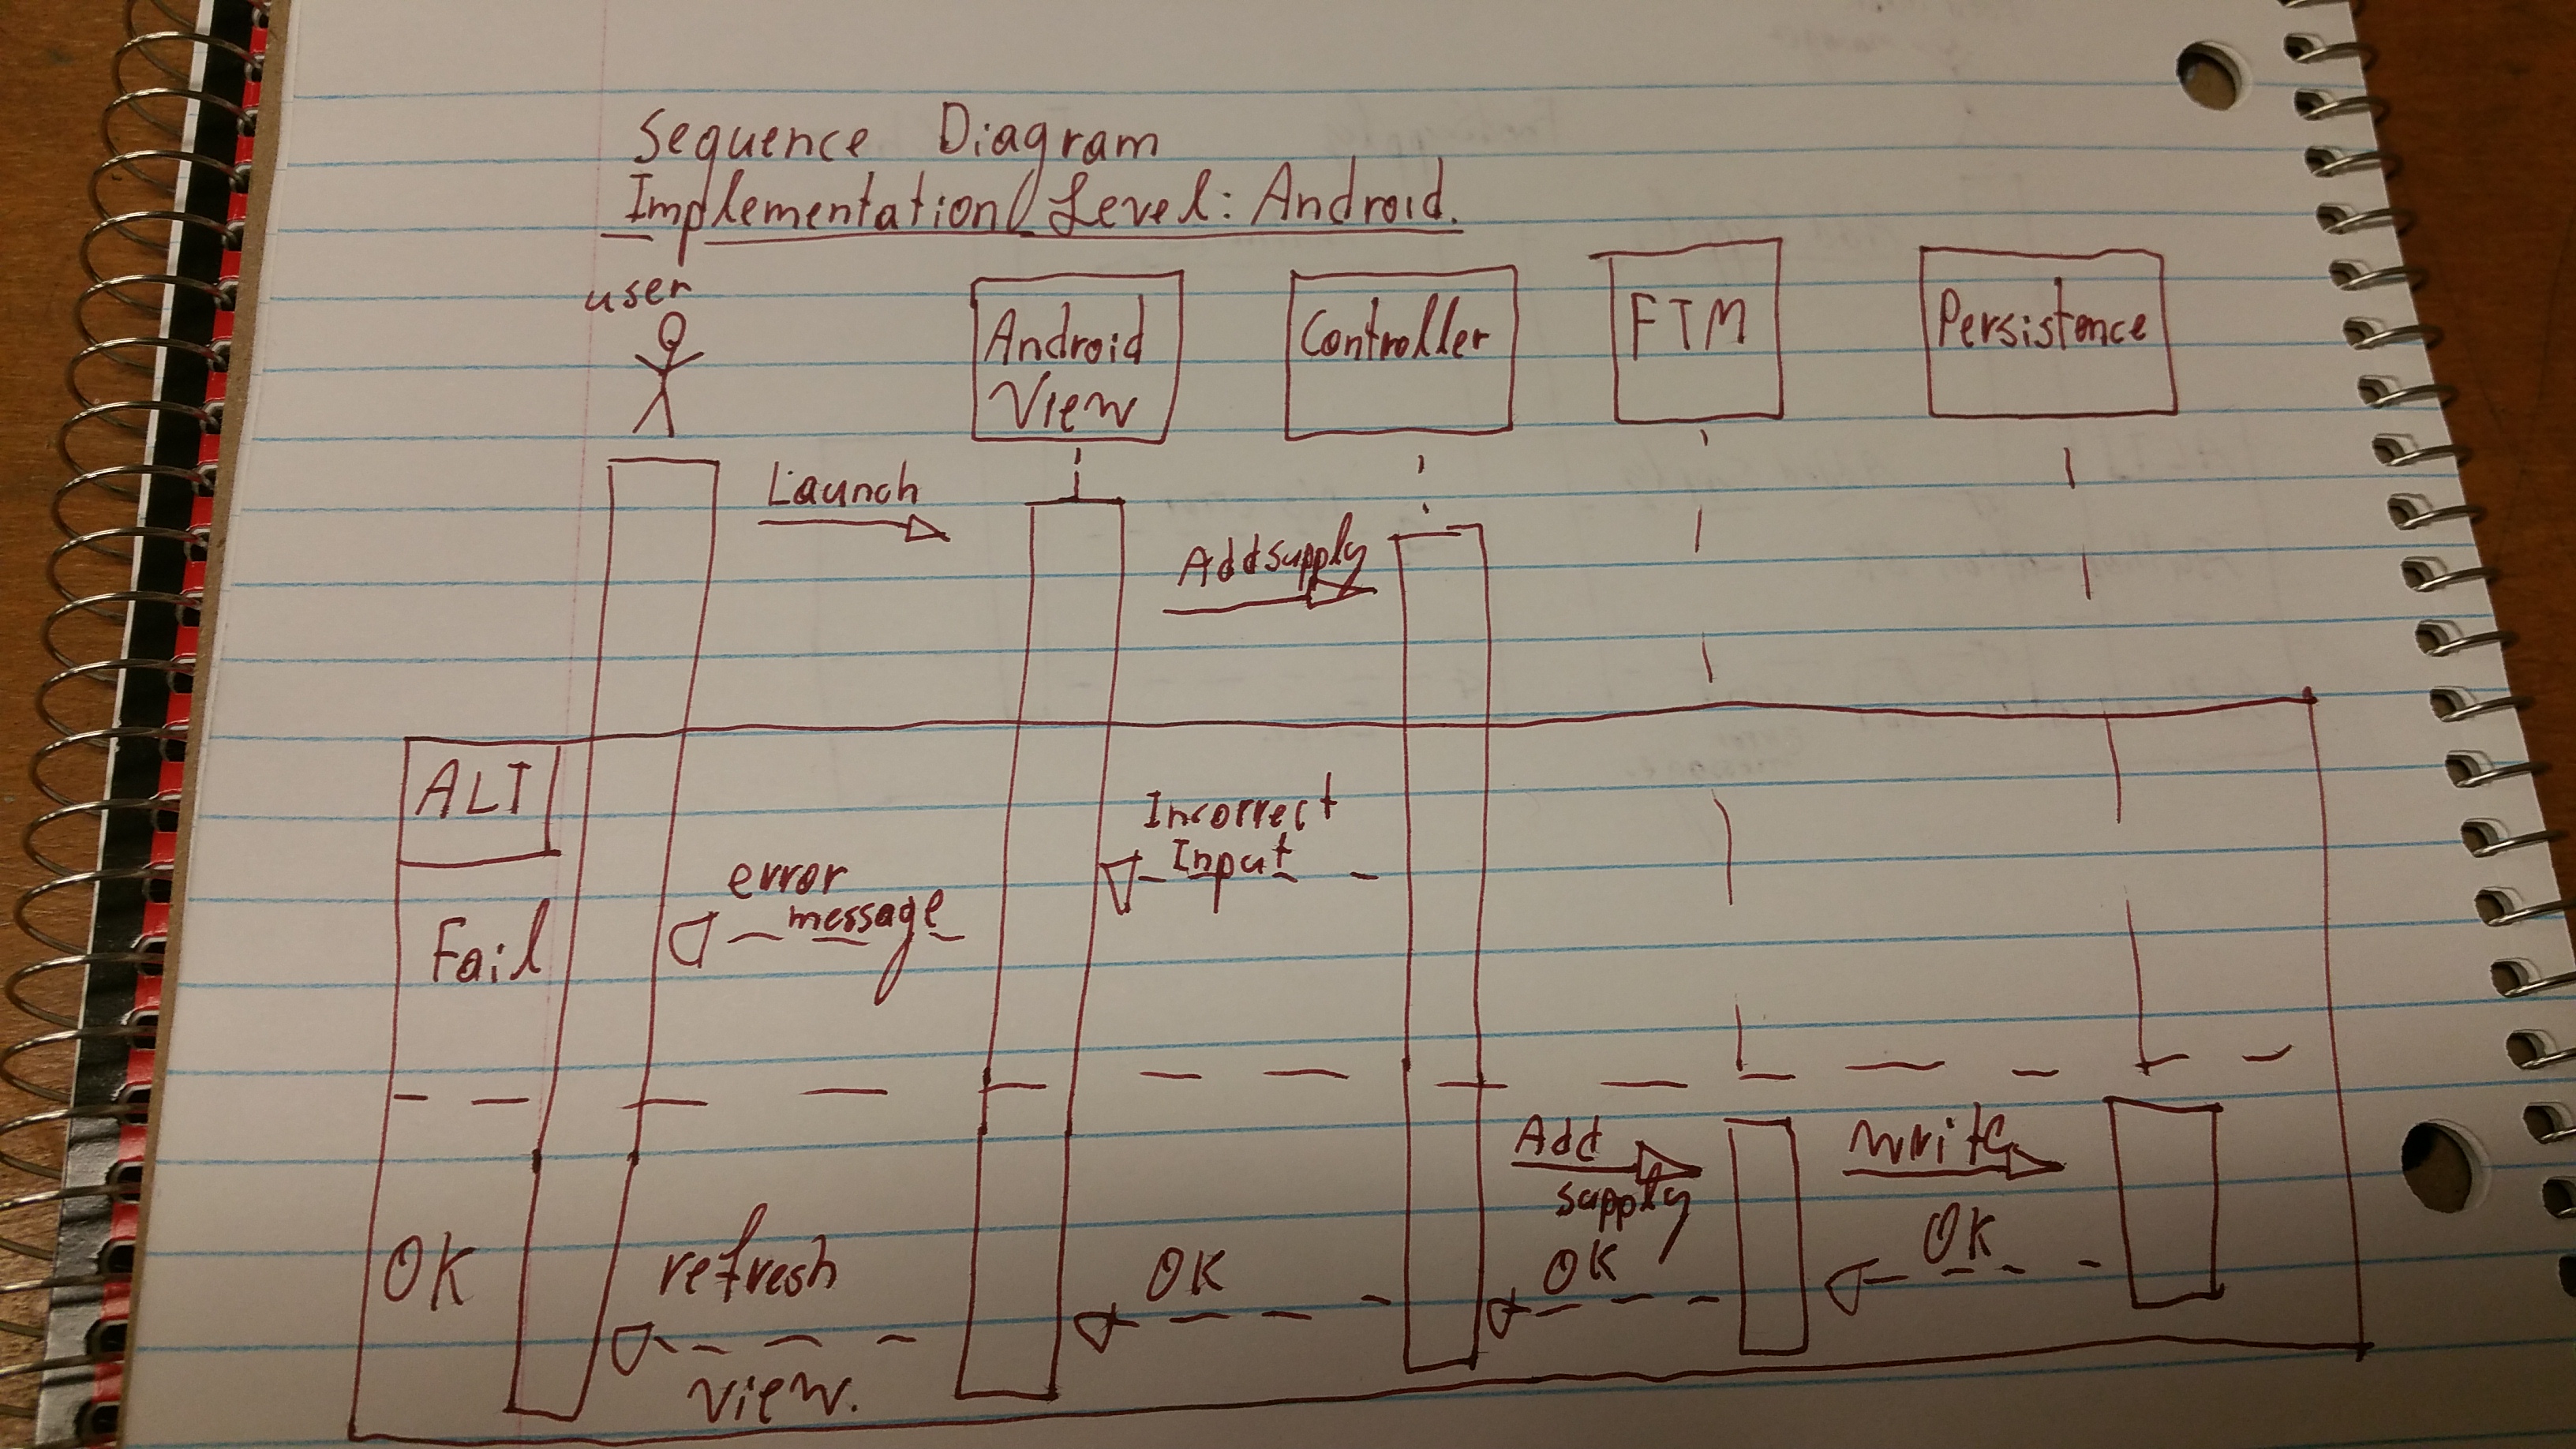 Sequence Diagram
Implementation Level: Android.
user
Android
View
Controller
FTM
Persistence
Launch
Addsupply
ALT
Incorrect
Input
error
message
Fail
Add
supply
write
OK
OK
OK
OK
refresh
view.